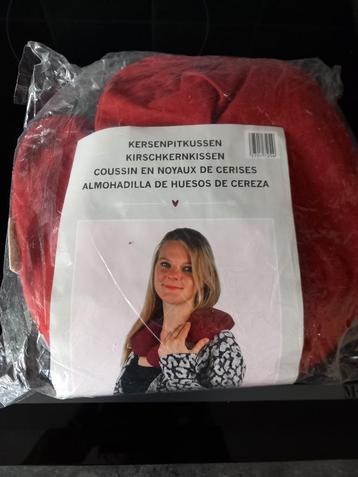 KERSENPITKUSSEN
KIRSCHKERNKISSEN
COUSSIN EN NOYAUX DE CERISES
ALMOHADILLA DE HUESOS DE CEREZA